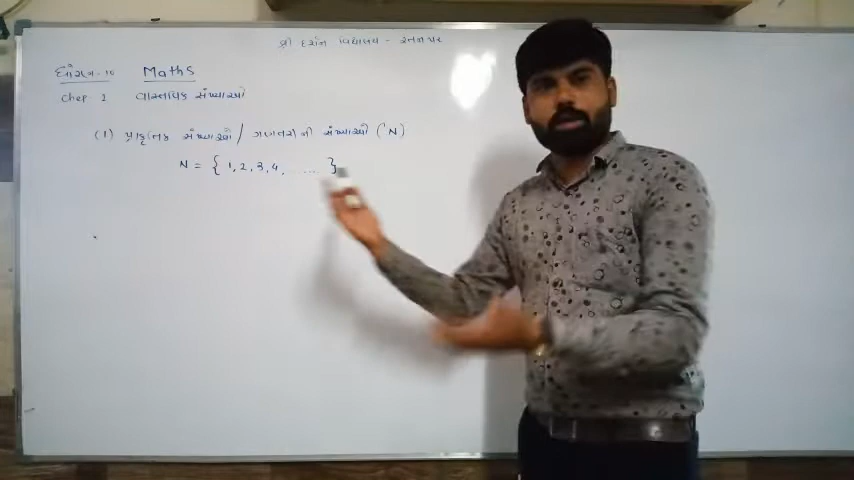 શ્રી દર્શન વિદ્યાલય - રતનપર
ધોરણ-10 Maths
Chep 1 વાસ્તવિક સંખ્યાઓ
(1) પ્રાકૃતિક સંખ્યાઓ / ગણતરીની સંખ્યાઓ (N)
N = { 1, 2, 3, 4, ...... }